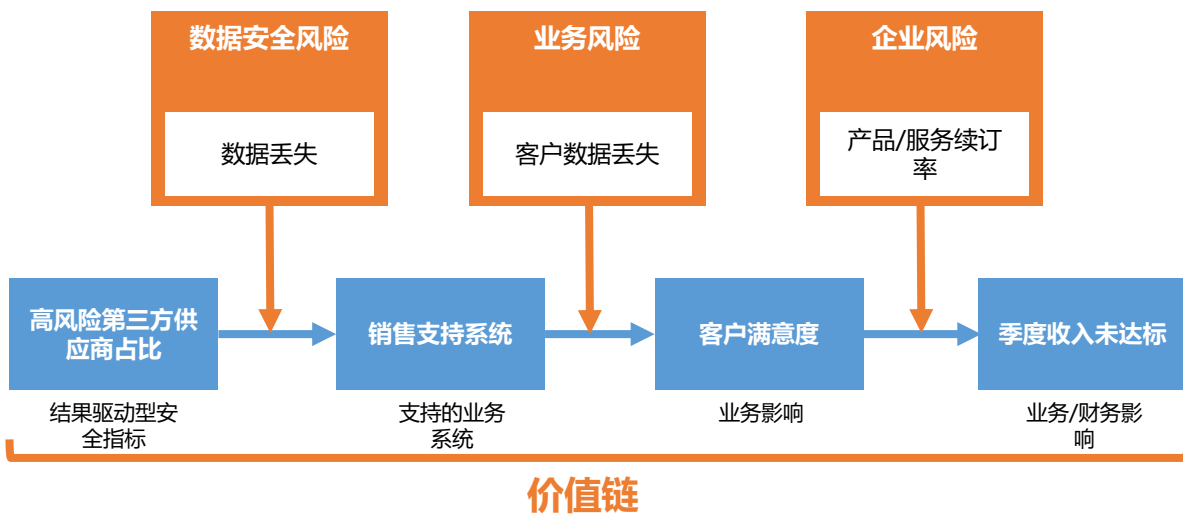 数据安全风险
业务风险
企业风险
数据丢失
客户数据丢失
产品/服务续订
率
高风险第三方供
应商占比
销售支持系统
客户满意度
季度收入未达标
结果驱动型安
全指标
支持的业务
系统
业务影响
业务/财务影
响
价值链